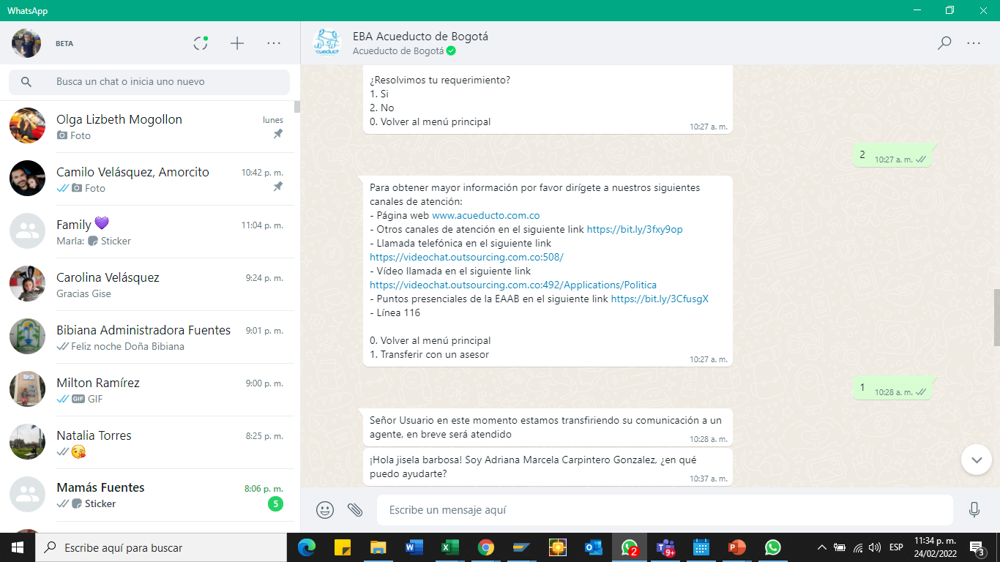 WhatsApp
BETA
Busca un chat o inicia uno nuevo
Olga Lizbeth Mogollon
lunes
Foto
Camilo Velásquez, Amorcito
10:42 p. m.
Foto
Family 💜
11:04 p. m.
Marla: Sticker
Carolina Velásquez
9:24 p. m.
Gracias Gise
Bibiana Administradora Fuentes
9:01 p. m.
Feliz noche Doña Bibiana
Milton Ramírez
9:00 p. m.
GIF GIF
Natalia Torres
8:25 p. m.
😘
Mamás Fuentes
8:06 p. m.
Sticker
5
EBA Acueducto de Bogotá
Acueducto de Bogotá
¿Resolvimos tu requerimiento?
1. Si
2. No
0. Volver al menú principal
10:27 a. m.
2 10:27 a. m.
Para obtener mayor información por favor dirígete a nuestros siguientes
canales de atención:
- Página web www.acueducto.com.co
- Otros canales de atención en el siguiente link https://bit.ly/3fxy9op
- Llamada telefónica en el siguiente link
https://videochat.outsourcing.com.co:508/
- Vídeo llamada en el siguiente link
https://videochat.outsourcing.com.co:492/Applications/Politica
- Puntos presenciales de la EAAB en el siguiente link https://bit.ly/3CfusgX
- Línea 116
0. Volver al menú principal
1. Transferir con un asesor
10:27 a. m.
1 10:28 a. m.
Señor Usuario en este momento estamos transfiriendo su comunicación a un
agente, en breve será atendido
10:28 a. m.
¡Hola jisela barbosa! Soy Adriana Marcela Carpintero Gonzalez, ¿en qué
puedo ayudarte?
10:37 a. m.
Escribe un mensaje aquí
Escribe aquí para buscar
2
9+
ESP
11:34 p. m.
24/02/2022
3